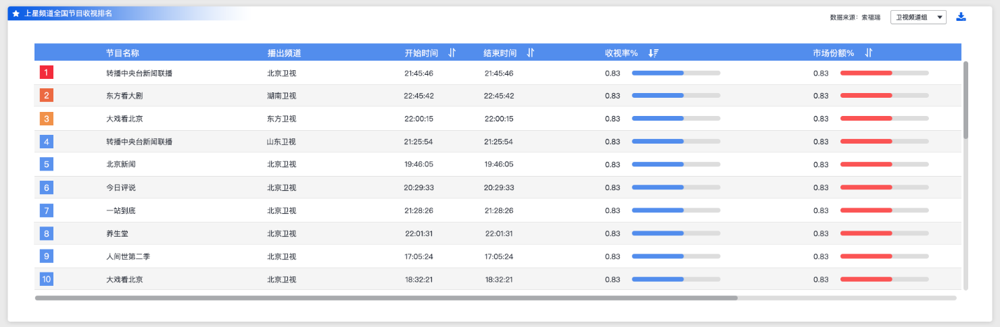 上星频道全国节目收视排名
数据来源：索福瑞 卫视频道组
节目名称 播出频道 开始时间 结束时间 收视率% 市场份额%
1 转播中央台新闻联播 北京卫视 21:45:46 21:45:46 0.83 0.83
2 东方看大剧 湖南卫视 22:45:42 22:45:42 0.83 0.83
3 大戏看北京 东方卫视 22:00:15 22:00:15 0.83 0.83
4 转播中央台新闻联播 山东卫视 21:25:54 21:25:54 0.83 0.83
5 北京新闻 北京卫视 19:46:05 19:46:05 0.83 0.83
6 今日评说 北京卫视 20:29:33 20:29:33 0.83 0.83
7 一站到底 北京卫视 21:28:26 21:28:26 0.83 0.83
8 养生堂 北京卫视 22:01:31 22:01:31 0.83 0.83
9 人间世第二季 北京卫视 17:05:24 17:05:24 0.83 0.83
10 大戏看北京 北京卫视 18:32:21 18:32:21 0.83 0.83